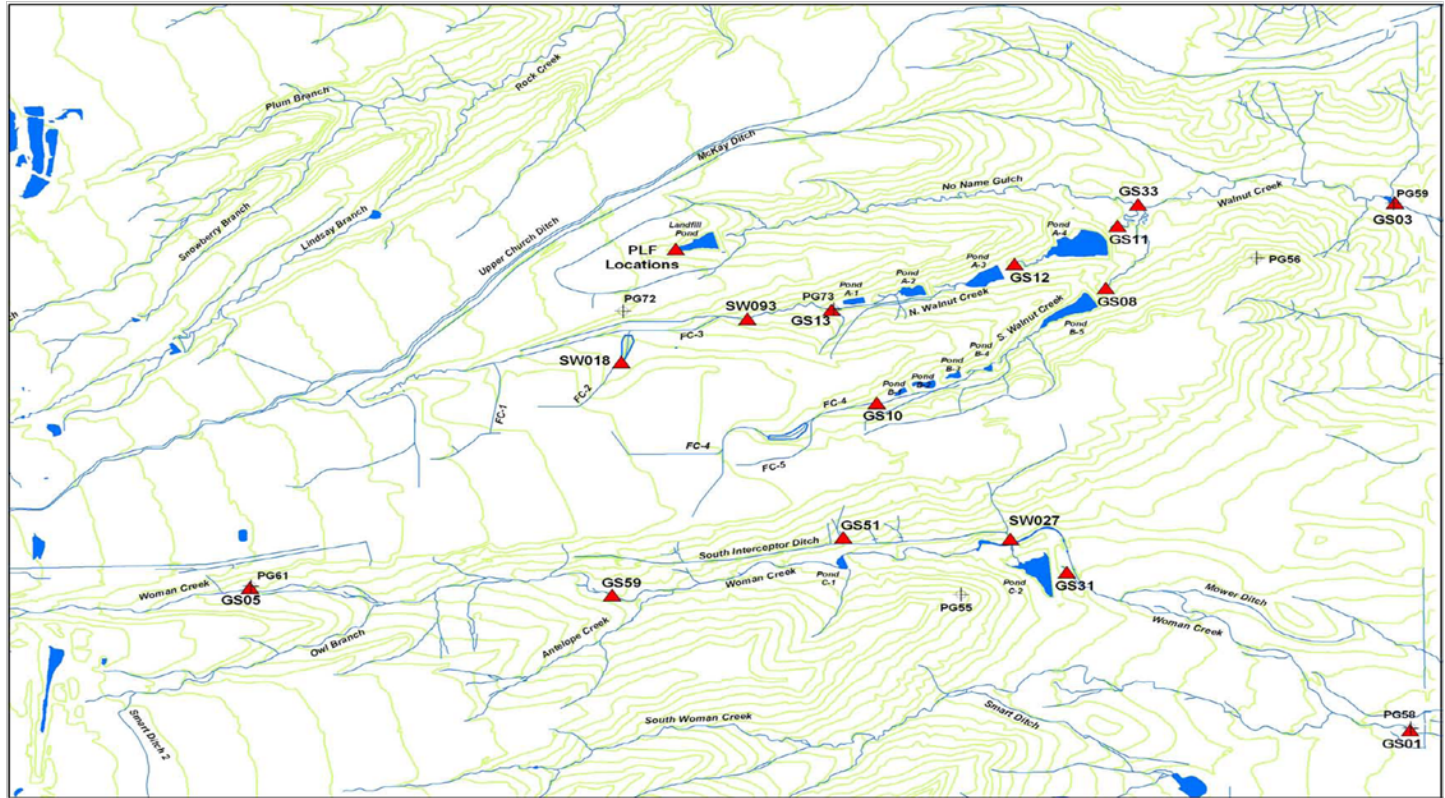 Plum Branch
Rock Creek
McKay Ditch
Snowberry Branch
Lindsay Branch
Upper Church Ditch
No Name Gulch
GS33
Walnut Creek
PG59
GS03
Landfill
Pond
PLF
Locations
Pond
A-4
GS11
PG56
Pond
A-3
GS12
Pond
A-2
Pond
A-1
PG72
SW093
PG73
GS13
N. Walnut Creek
GS08
S. Walnut Creek
Pond
B-5
FC-3
SW018
FC-2
FC-1
Pond
B-4
Pond
Pond
Pond
FC-4
GS10
FC-4
FC-5
GS51
SW027
South Interceptor Ditch
Woman Creek
PG61
GS05
GS59
Woman Creek
Pond
C-1
Pond
C-2
GS31
PG55
Mower Ditch
Woman Creek
Owl Branch
Antelope Creek
Smart Ditch 2
South Woman Creek
Smart Ditch
PG58
GS01